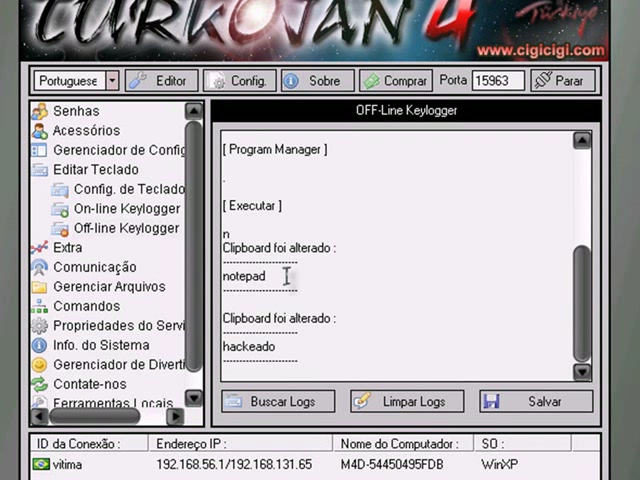 TURKOJAN 4
Türkiye
www.cigicigi.com
Portuguese
Editor
Config.
Sobre
Comprar
Porta
15963
Parar
Senhas
Acessórios
Gerenciador de Config
Editar Teclado
Config. de Teclado
On-line Keylogger
Off-line Keylogger
Extra
Comunicação
Gerenciar Arquivos
Comandos
Propriedades do Servi
Info. do Sistema
Gerenciador de Diverti
Contate-nos
Ferramentas Locais
OFF-Line Keylogger
[ Program Manager ]
.
[ Executar ]
n
Clipboard foi alterado :
-------------------
notepad
-------------------
Clipboard foi alterado :
-------------------
hackeado
-------------------
Buscar Logs
Limpar Logs
Salvar
ID da Conexão : Endereço IP : Nome do Computador : SO :
vitima 192.168.56.1/192.168.131.65 M4D-54450495FDB WinXP